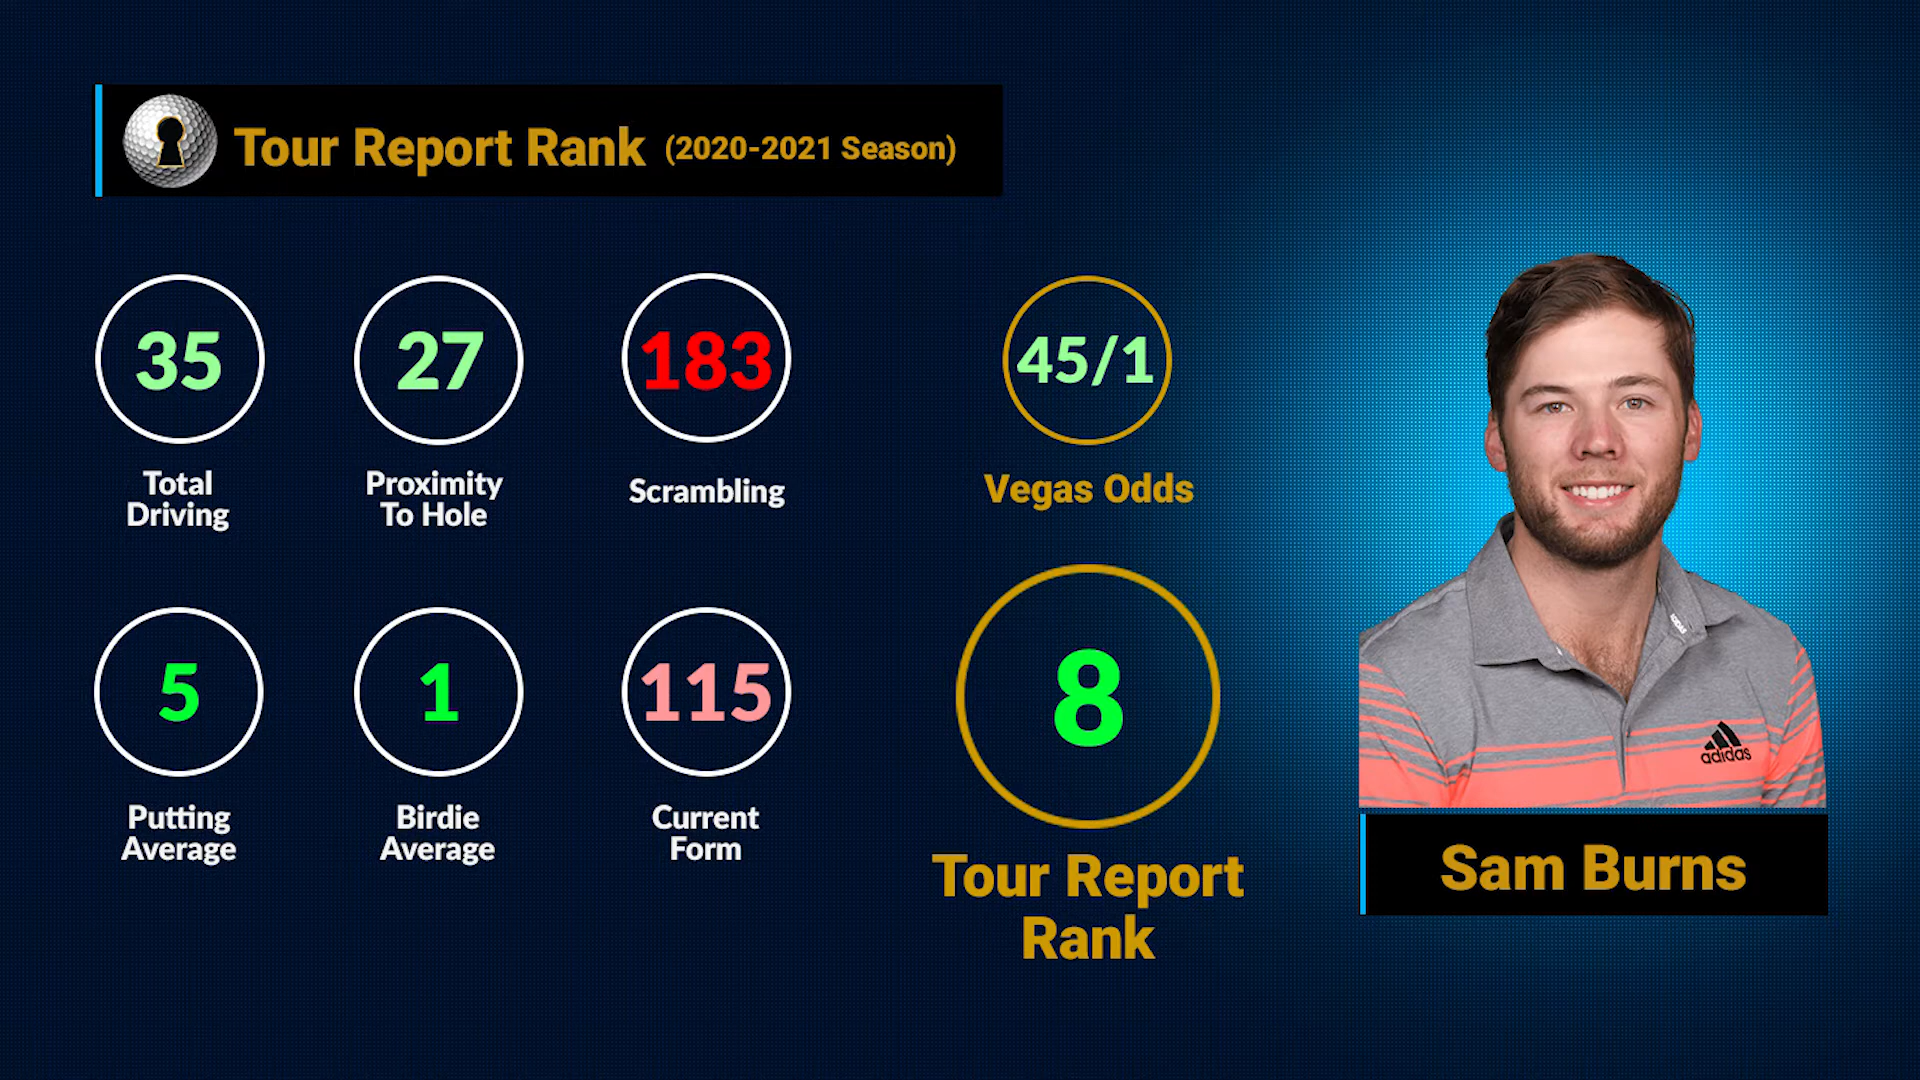 Tour Report Rank (2020-2021 Season)
35
27
183
45/1
Total
Driving
Proximity
To Hole
Scrambling
Vegas Odds
5
1
115
8
Putting
Average
Birdie
Average
Current
Form
Tour Report
Rank
adidas
Sam Burns